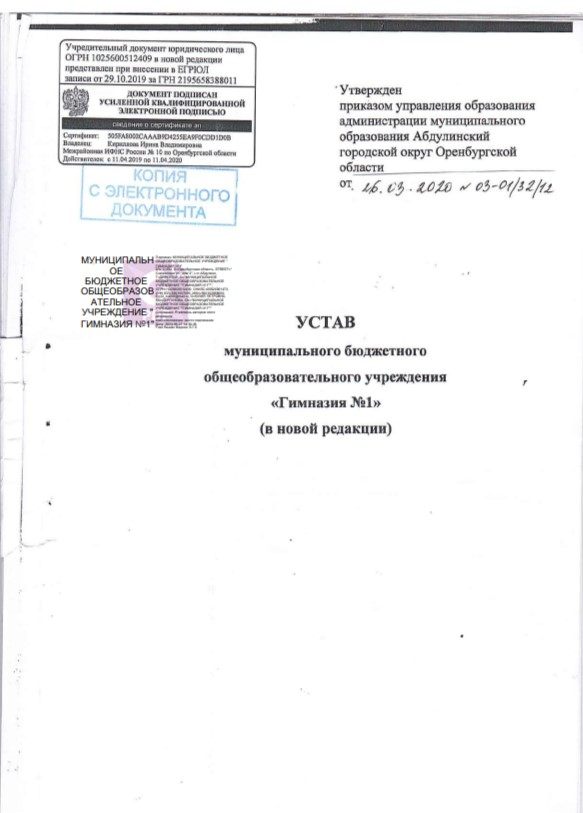 Учредительный документ юридического лица
ОГРН 1025600512409 в новой редакции
представлен при внесении в ЕГРЮЛ
записи от 29.10.2019 за ГРН 2195658388011
ДОКУМЕНТ ПОДПИСАН
УСИЛЕННОЙ КВАЛИФИЦИРОВАННОЙ
ЭЛЕКТРОННОЙ ПОДПИСЬЮ
сведения о сертификате эп
Сертификат:
Владелец: Кириллова Ирина Владимировна
Межрайонная ИФНС России № 10 по Оренбургской области
Действителен: с 11.04.2019 по 11.04.2020
КОПИЯ
С ЭЛЕКТРОННОГО
ДОКУМЕНТА
Утвержден
приказом управления образования
администрации муниципального
образования Абдулинский
городской округ Оренбургской
области
от. 26.03.2020 № 03-01/32/12
МУНИЦИПАЛЬН
ОЕ
БЮДЖЕТНОЕ
ОБЩЕОБРАЗОВ
АТЕЛЬНОЕ
УЧРЕЖДЕНИЕ "
ГИМНАЗИЯ №1"
УСТАВ
муниципального бюджетного
общеобразовательного учреждения
«Гимназия №1»
(в новой редакции)